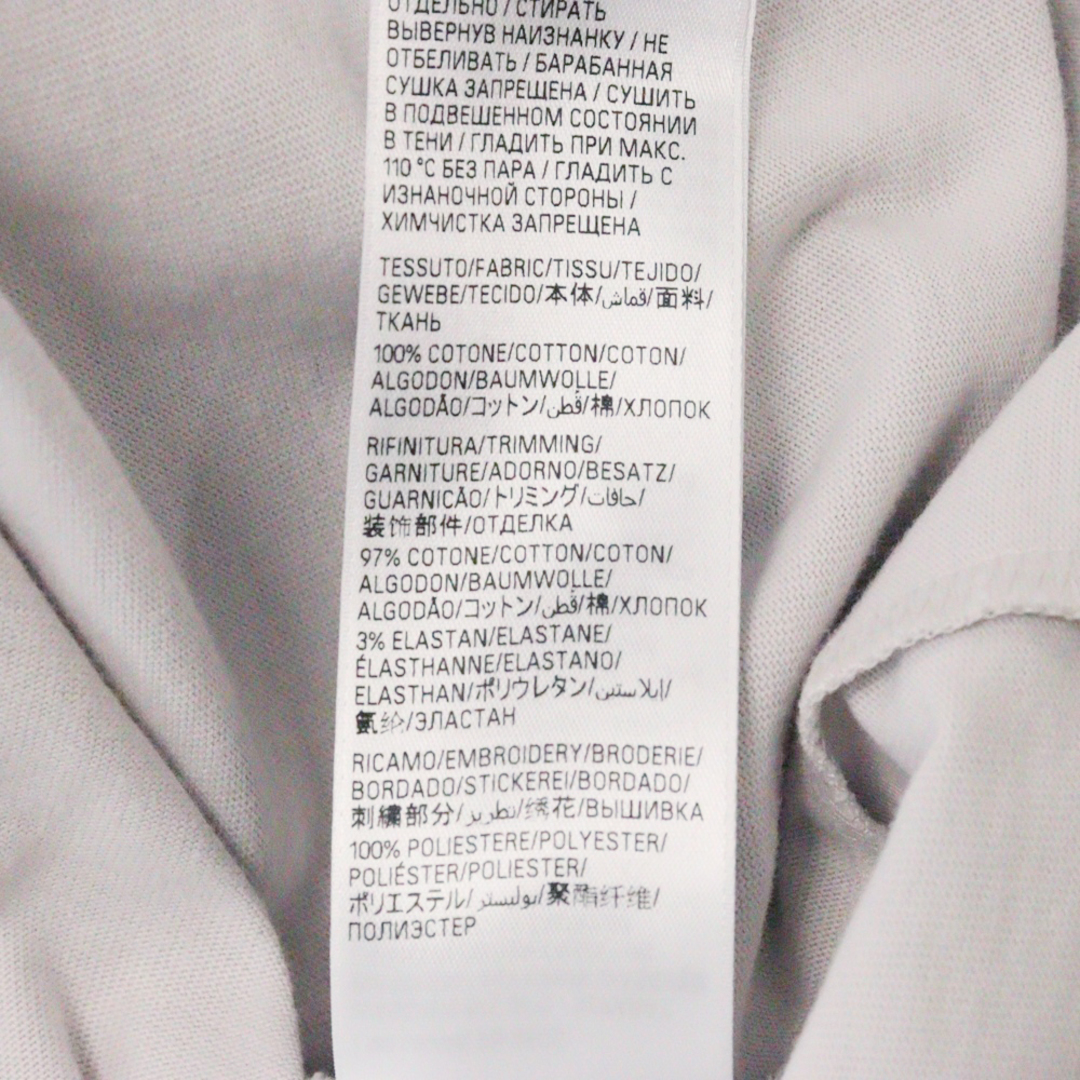 ОТДЕЛЬНО / СТИРАТЬ
ВЫВЕРНУВ НАИЗНАНКУ / НЕ
ОТБЕЛИВАТЬ / БАРАБАННАЯ
СУШКА ЗАПРЕЩЕНА / СУШИТЬ
В ПОДВЕШЕННОМ СОСТОЯНИИ
В ТЕНИ / ГЛАДИТЬ ПРИ МАКС.
110 °C БЕЗ ПАРА / ГЛАДИТЬ С
ИЗНАНОЧНОЙ СТОРОНЫ /
ХИМЧИСТКА ЗАПРЕЩЕНА
TESSUTO/FABRIC/TISSU/TEJIDO/
GEWEBE/TECIDO/本体/قماش/面料/
ТКАНЬ
100% COTONE/COTTON/COTON/
ALGODON/BAUMWOLLE/
ALGODÃO/コットン/قطن/棉/ХЛОПОК
RIFINITURA/TRIMMING/
GARNITURE/ADORNO/BESATZ/
GUARNICÃO/トリミング/حافات/
装饰部件/ОТДЕЛКА
97% COTONE/COTTON/COTON/
ALGODON/BAUMWOLLE/
ALGODÃO/コットン/قطن/棉/ХЛОПОК
3% ELASTAN/ELASTANE/
ÉLASTHANNE/ELASTANO/
ELASTHAN/ポリウレタン/إيلاستين/
氨纶/ЭЛАСТАН
RICAMO/EMBROIDERY/BRODERIE/
BORDADO/STICKEREI/BORDADO/
刺繍部分/تطريز/绣花/ВЫШИВКА
100% POLIESTERE/POLYESTER/
POLIÉSTER/POLIESTER/
ポリエステル/بوليستر/聚酯纤维/
ПОЛИЭСТЕР